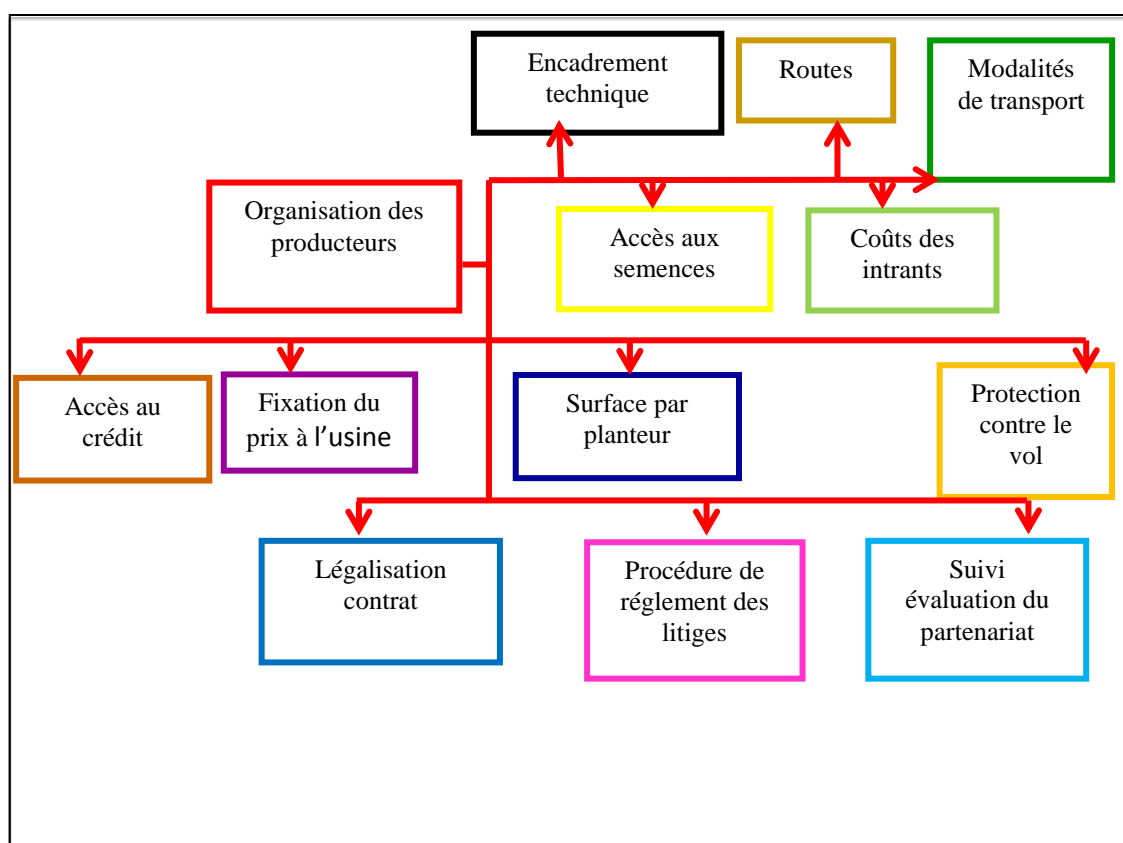 Encadrement
technique
Routes
Modalités
de transport
Organisation des
producteurs
Accès aux
semences
Coûts des
intrants
Accès au
crédit
Fixation du
prix à l'usine
Surface par
planteur
Protection
contre le
vol
Légalisation
contrat
Procédure de
réglement des
litiges
Suivi
évaluation du
partenariat